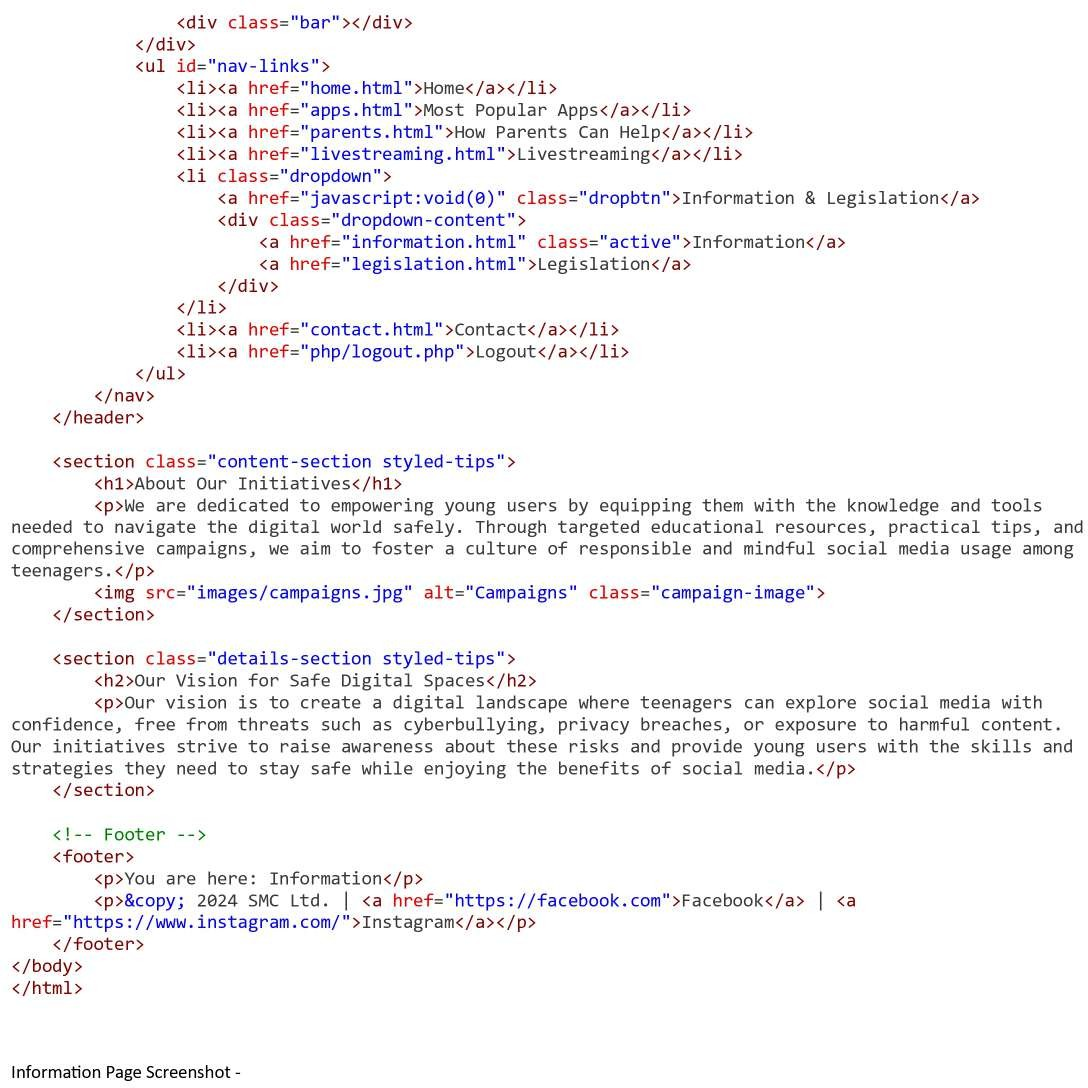 <div class="bar"></div>
</div>
<ul id="nav-links">
<li><a href="home.html">Home</a></li>
<li><a href="apps.html">Most Popular Apps</a></li>
<li><a href="parents.html">How Parents Can Help</a></li>
<li><a href="livestreaming.html">Livestreaming</a></li>
<li class="dropdown">
<a href="javascript:void(0)" class="dropbtn">Information & Legislation</a>
<div class="dropdown-content">
<a href="information.html" class="active">Information</a>
<a href="legislation.html">Legislation</a>
</div>
</li>
<li><a href="contact.html">Contact</a></li>
<li><a href="php/logout.php">Logout</a></li>
</ul>
</nav>
</header>
<section class="content-section styled-tips">
<h1>About Our Initiatives</h1>
<p>We are dedicated to empowering young users by equipping them with the knowledge and tools
needed to navigate the digital world safely. Through targeted educational resources, practical tips, and
comprehensive campaigns, we aim to foster a culture of responsible and mindful social media usage among
teenagers.</p>
<img src="images/campaigns.jpg" alt="Campaigns" class="campaign-image">
</section>
<section class="details-section styled-tips">
<h2>Our Vision for Safe Digital Spaces</h2>
<p>Our vision is to create a digital landscape where teenagers can explore social media with
confidence, free from threats such as cyberbullying, privacy breaches, or exposure to harmful content.
Our initiatives strive to raise awareness about these risks and provide young users with the skills and
strategies they need to stay safe while enjoying the benefits of social media.</p>
</section>
<!-- Footer -->
<footer>
<p>You are here: Information</p>
<p>&copy; 2024 SMC Ltd. | <a href="https://facebook.com">Facebook</a> | <a
href="https://www.instagram.com/">Instagram</a></p>
</footer>
</body>
</html>
Information Page Screenshot -